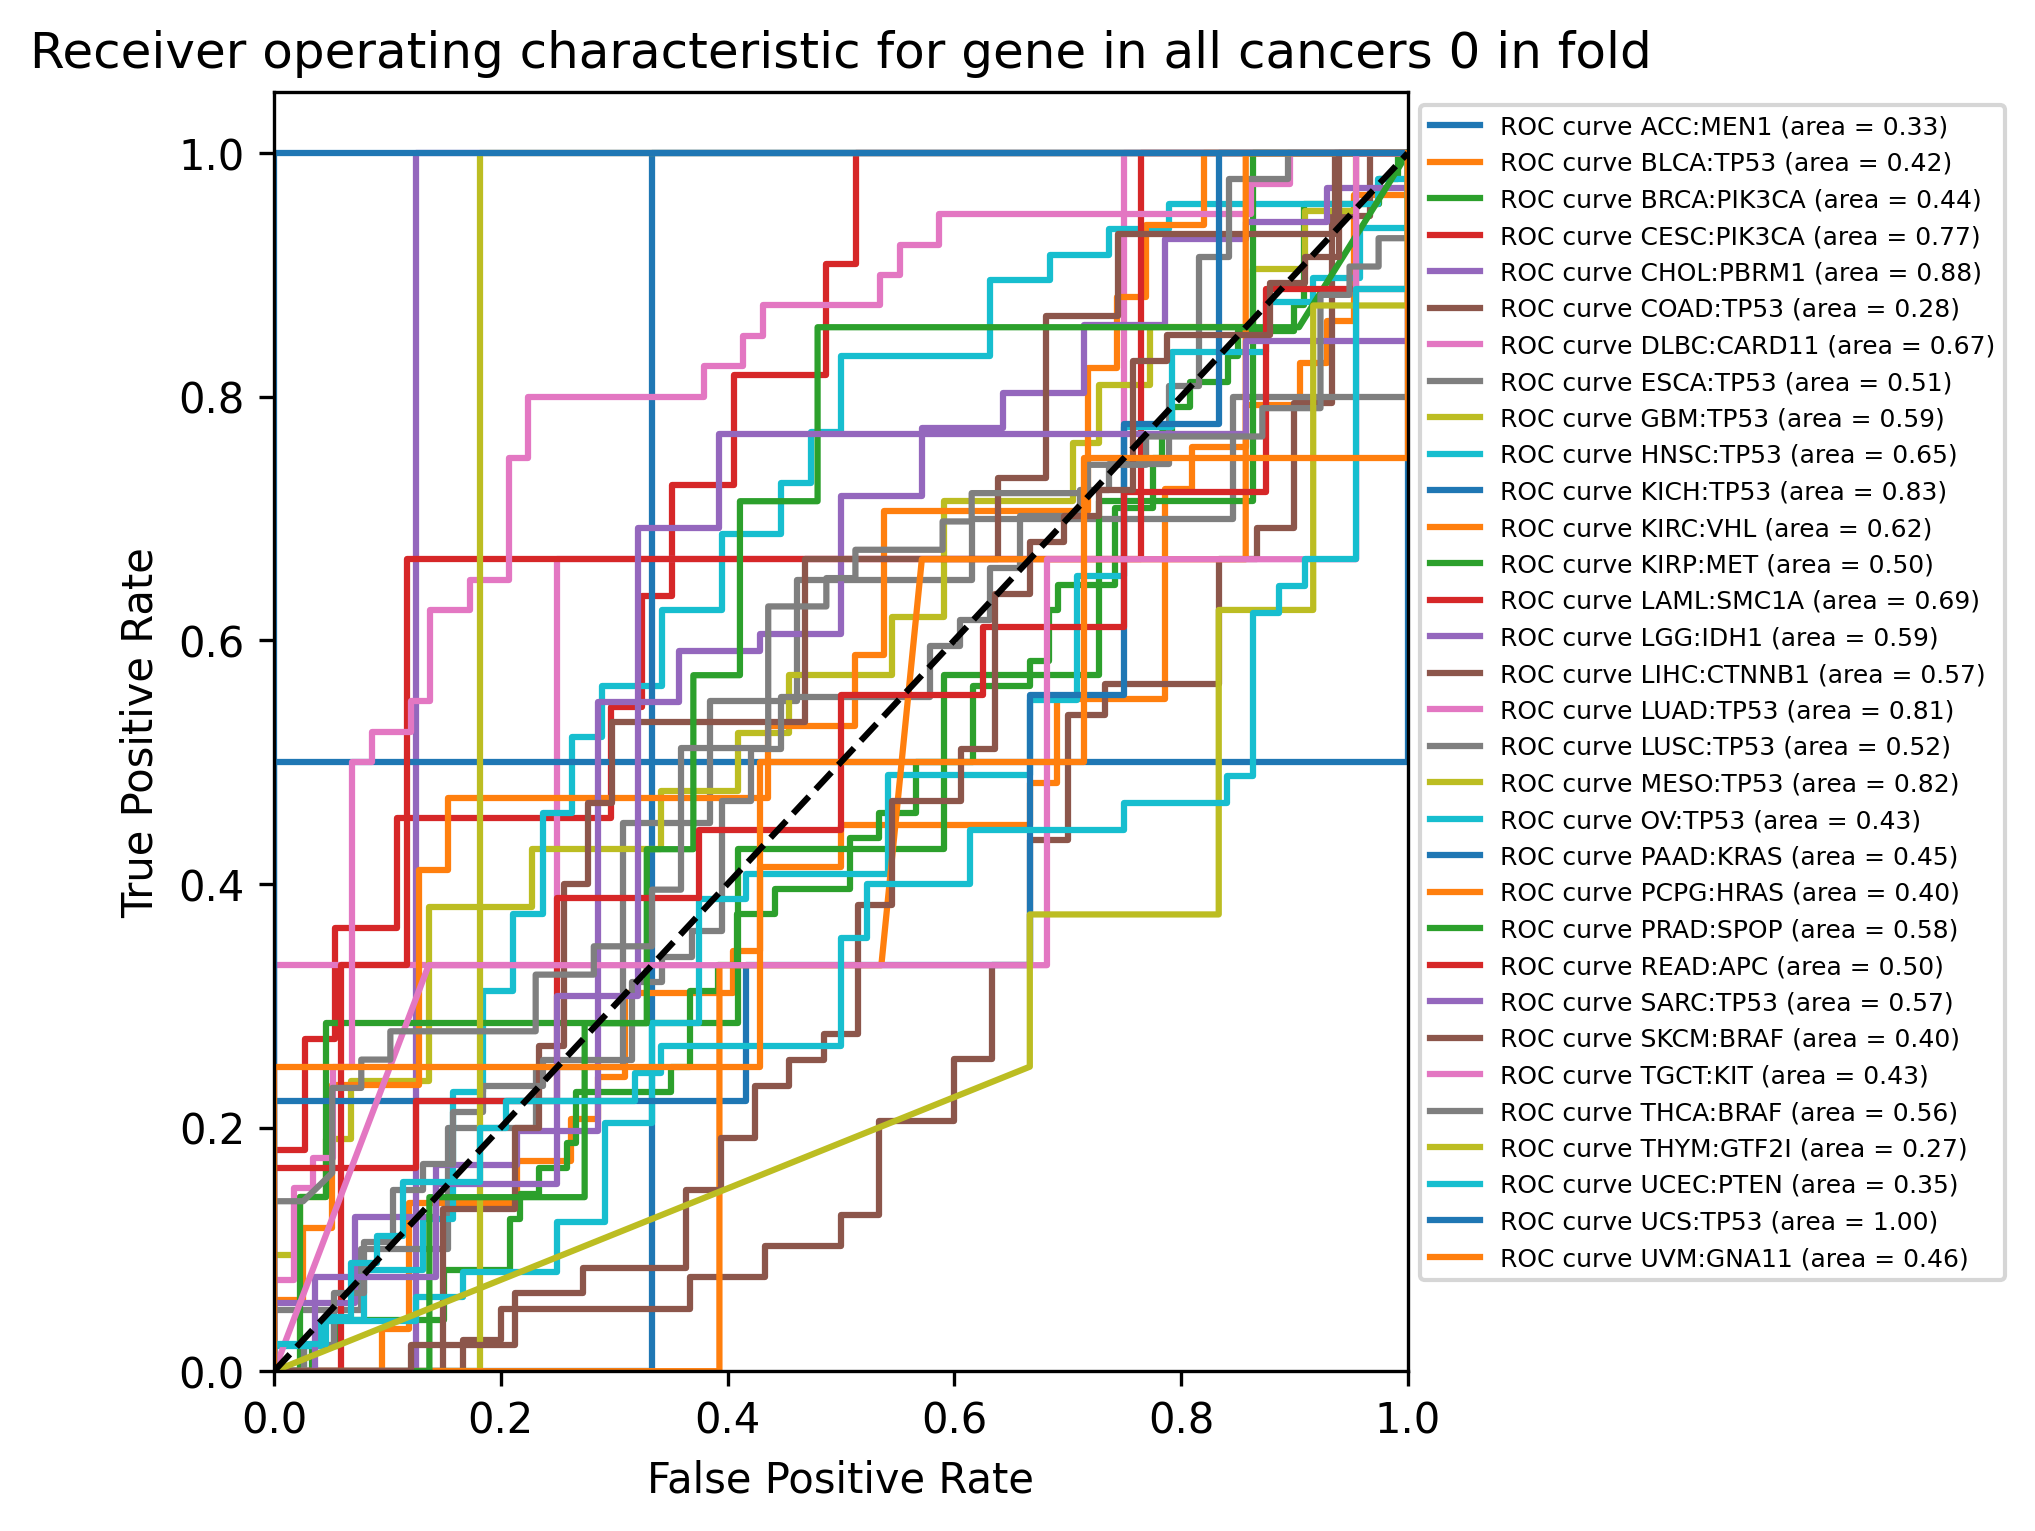 Receiver operating characteristic for gene in all cancers 0 in fold
True Positive Rate
1.0
0.8
0.6
0.4
0.2
0.0
0.0 0.2 0.4 0.6 0.8 1.0
False Positive Rate
ROC curve ACC:MEN1 (area = 0.33)
ROC curve BLCA:TP53 (area = 0.42)
ROC curve BRCA:PIK3CA (area = 0.44)
ROC curve CESC:PIK3CA (area = 0.77)
ROC curve CHOL:PBRM1 (area = 0.88)
ROC curve COAD:TP53 (area = 0.28)
ROC curve DLBC:CARD11 (area = 0.67)
ROC curve ESCA:TP53 (area = 0.51)
ROC curve GBM:TP53 (area = 0.59)
ROC curve HNSC:TP53 (area = 0.65)
ROC curve KICH:TP53 (area = 0.83)
ROC curve KIRC:VHL (area = 0.62)
ROC curve KIRP:MET (area = 0.50)
ROC curve LAML:SMC1A (area = 0.69)
ROC curve LGG:IDH1 (area = 0.59)
ROC curve LIHC:CTNNB1 (area = 0.57)
ROC curve LUAD:TP53 (area = 0.81)
ROC curve LUSC:TP53 (area = 0.52)
ROC curve MESO:TP53 (area = 0.82)
ROC curve OV:TP53 (area = 0.43)
ROC curve PAAD:KRAS (area = 0.45)
ROC curve PCPG:HRAS (area = 0.40)
ROC curve PRAD:SPOP (area = 0.58)
ROC curve READ:APC (area = 0.50)
ROC curve SARC:TP53 (area = 0.57)
ROC curve SKCM:BRAF (area = 0.40)
ROC curve TGCT:KIT (area = 0.43)
ROC curve THCA:BRAF (area = 0.56)
ROC curve THYM:GTF2I (area = 0.27)
ROC curve UCEC:PTEN (area = 0.35)
ROC curve UCS:TP53 (area = 1.00)
ROC curve UVM:GNA11 (area = 0.46)